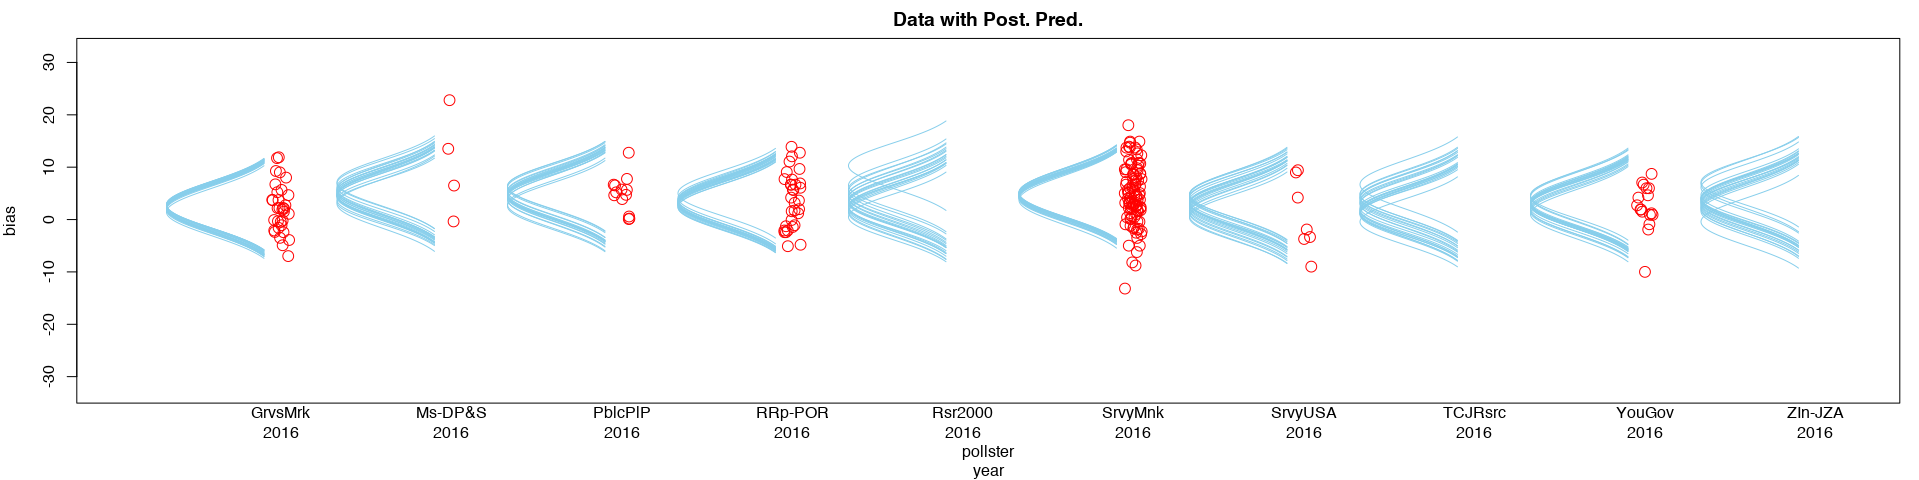 Data with Post. Pred.
30
20
10
0
-10
-20
-30
bias
GrvsMrk Ms-DP&S PblcPlP RRp-POR Rsr2000 SrvyMnk SrvyUSA TCJRsrc YouGov ZIn-JZA
2016 2016 2016 2016 2016 2016 2016 2016 2016 2016
pollster
year